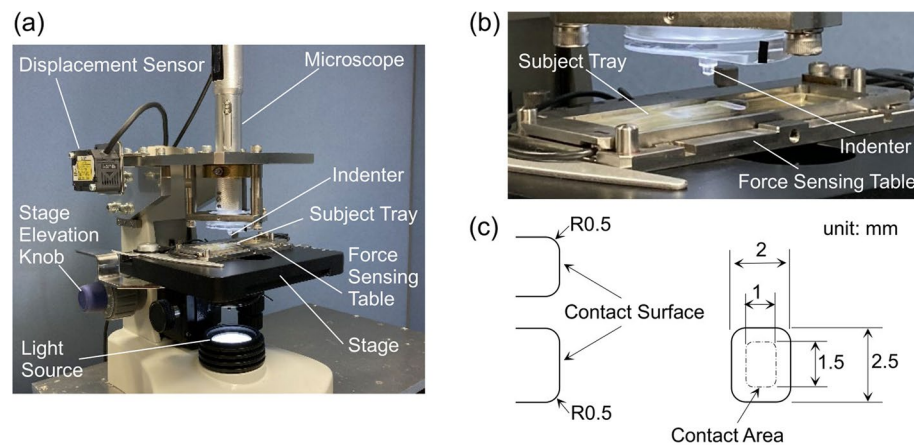 (a)
Displacement Sensor
Microscope
Indenter
Subject Tray
Stage
Elevation
Knob
Force
Sensing
Table
Light
Source
Stage
(b)
Subject Tray
Indenter
Force Sensing Table
(c)
R0.5
unit: mm
2
1
Contact Surface
1.5
2.5
R0.5
Contact Area